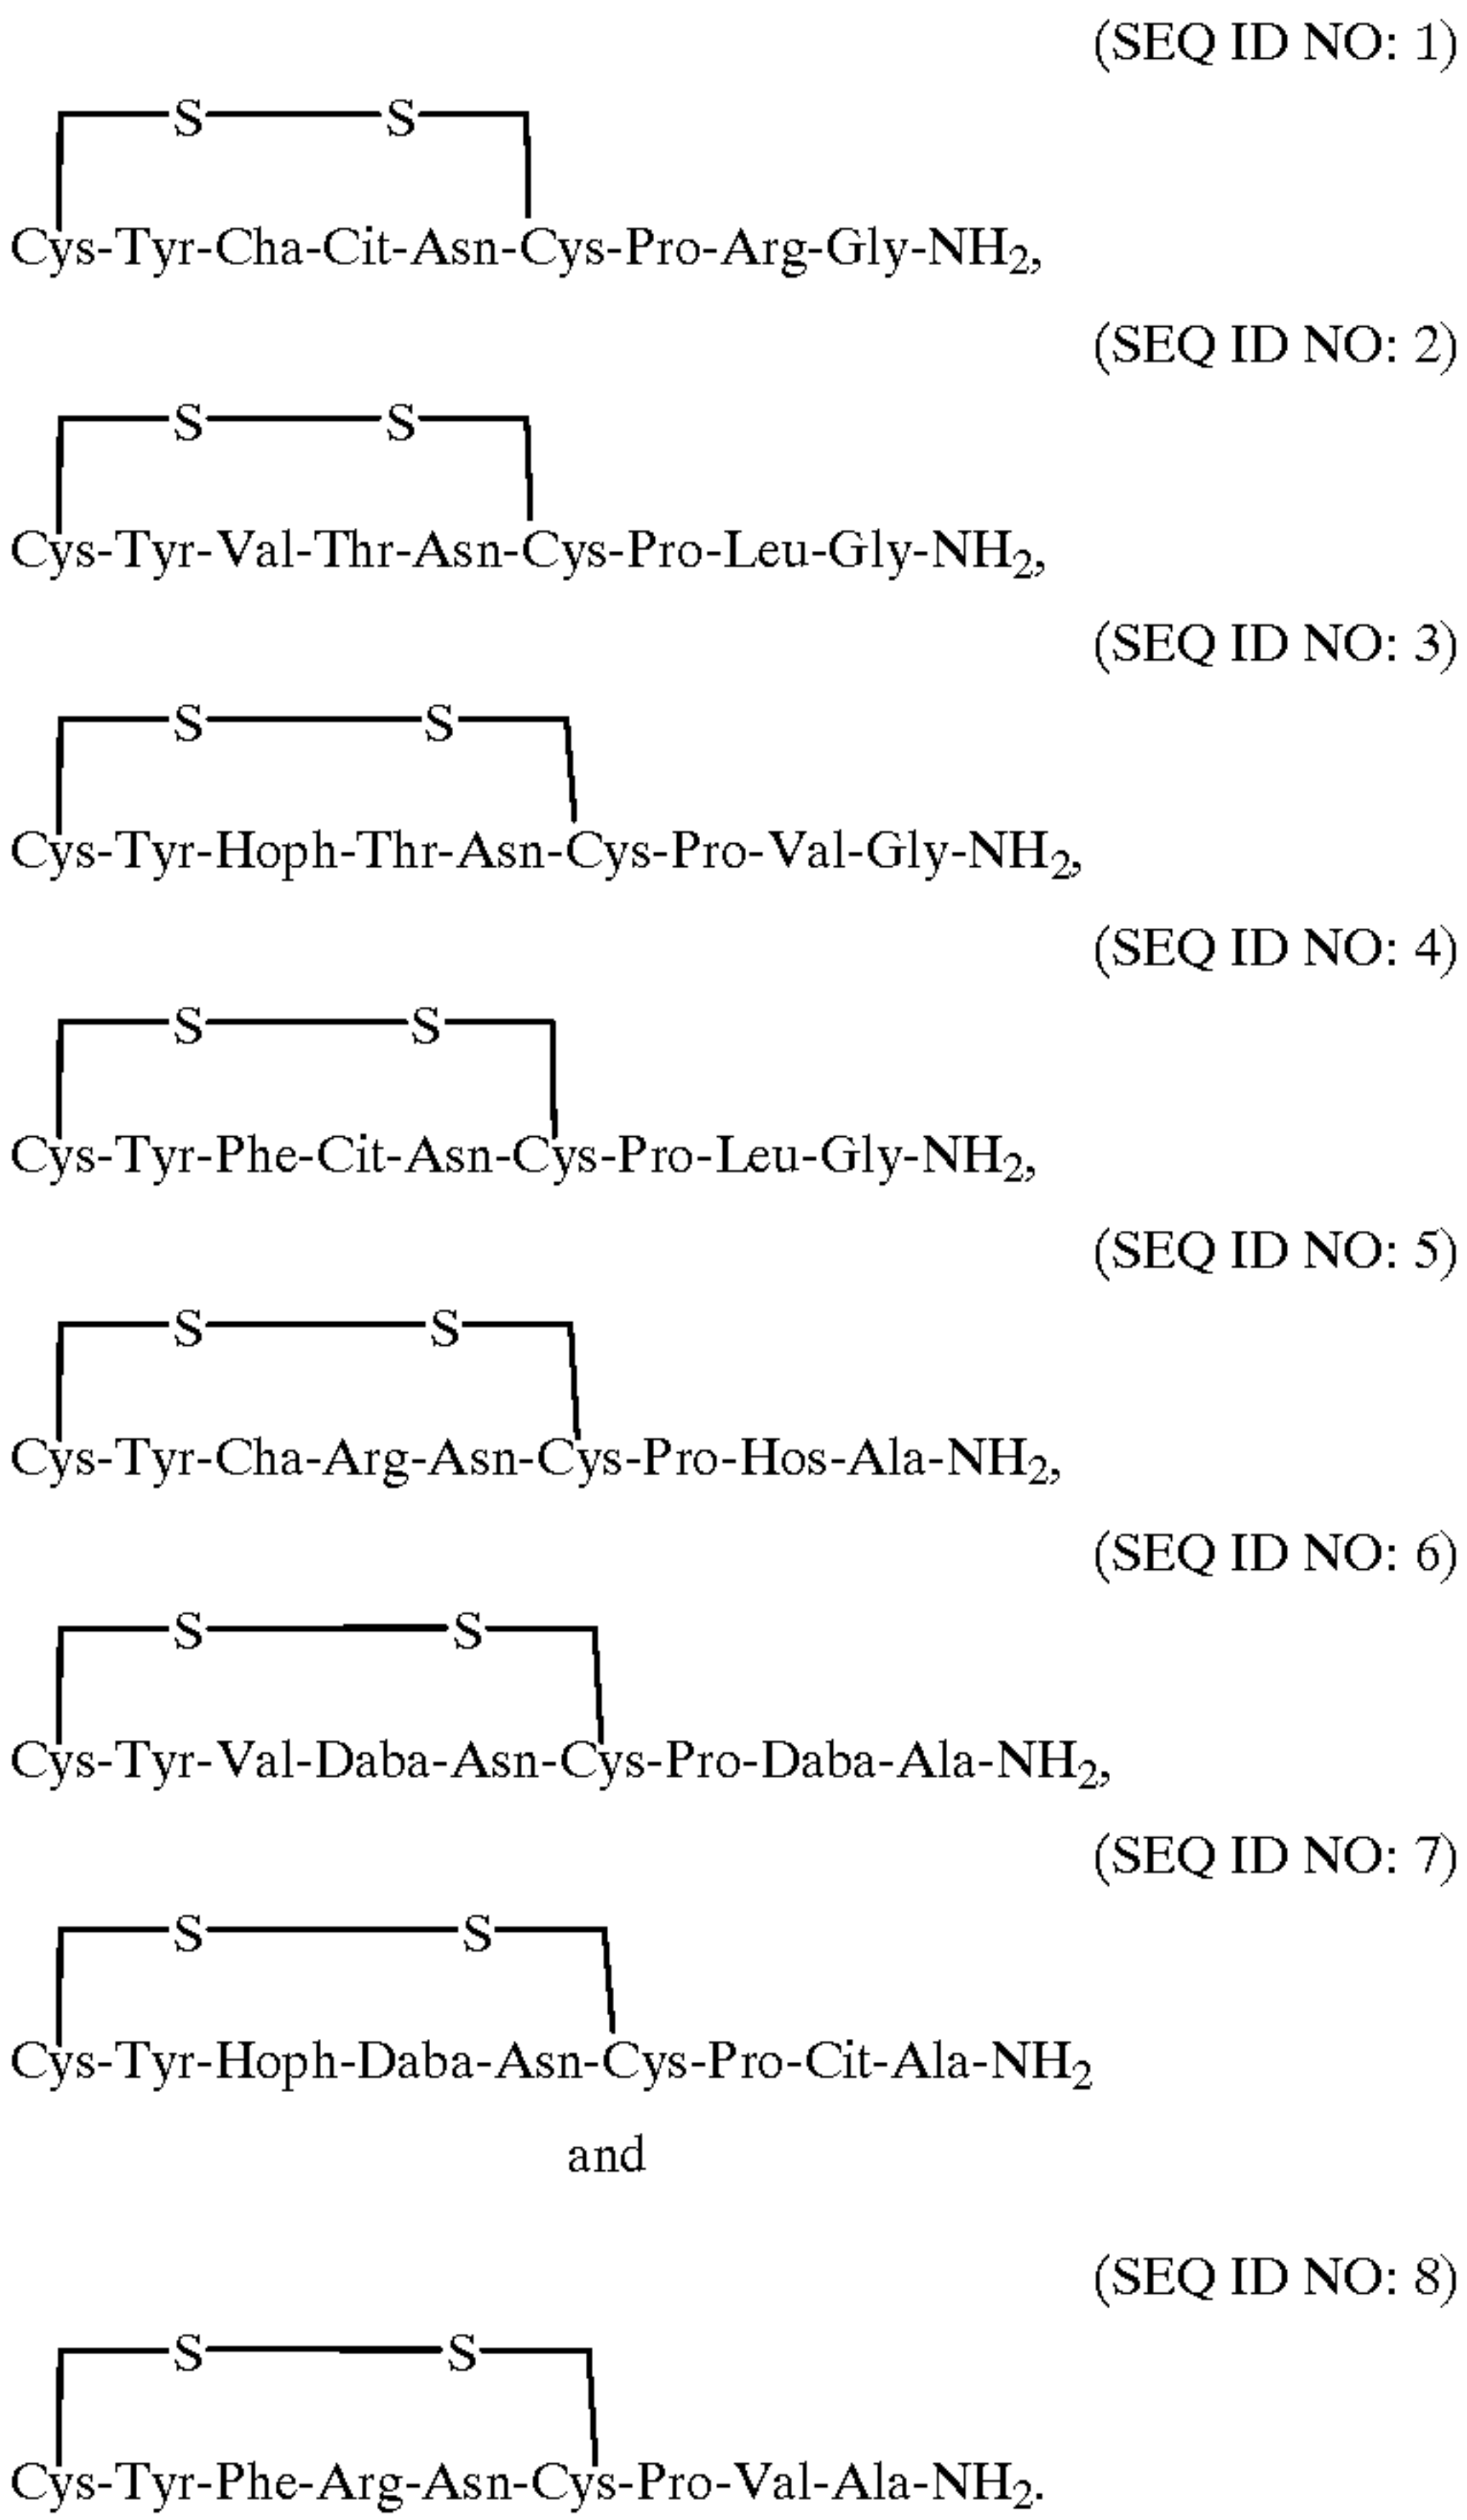 (SEQ ID NO: 1)
S S
Cys-Tyr-Cha-Cit-Asn-Cys-Pro-Arg-Gly-NH2,
(SEQ ID NO: 2)
S S
Cys-Tyr-Val-Thr-Asn-Cys-Pro-Leu-Gly-NH2,
(SEQ ID NO: 3)
S S
Cys-Tyr-Hoph-Thr-Asn-Cys-Pro-Val-Gly-NH2,
(SEQ ID NO: 4)
S S
Cys-Tyr-Phe-Cit-Asn-Cys-Pro-Leu-Gly-NH2,
(SEQ ID NO: 5)
S S
Cys-Tyr-Cha-Arg-Asn-Cys-Pro-Hos-Ala-NH2,
(SEQ ID NO: 6)
S S
Cys-Tyr-Val-Daba-Asn-Cys-Pro-Daba-Ala-NH2,
(SEQ ID NO: 7)
S S
Cys-Tyr-Hoph-Daba-Asn-Cys-Pro-Cit-Ala-NH2
and
(SEQ ID NO: 8)
S S
Cys-Tyr-Phe-Arg-Asn-Cys-Pro-Val-Ala-NH2.